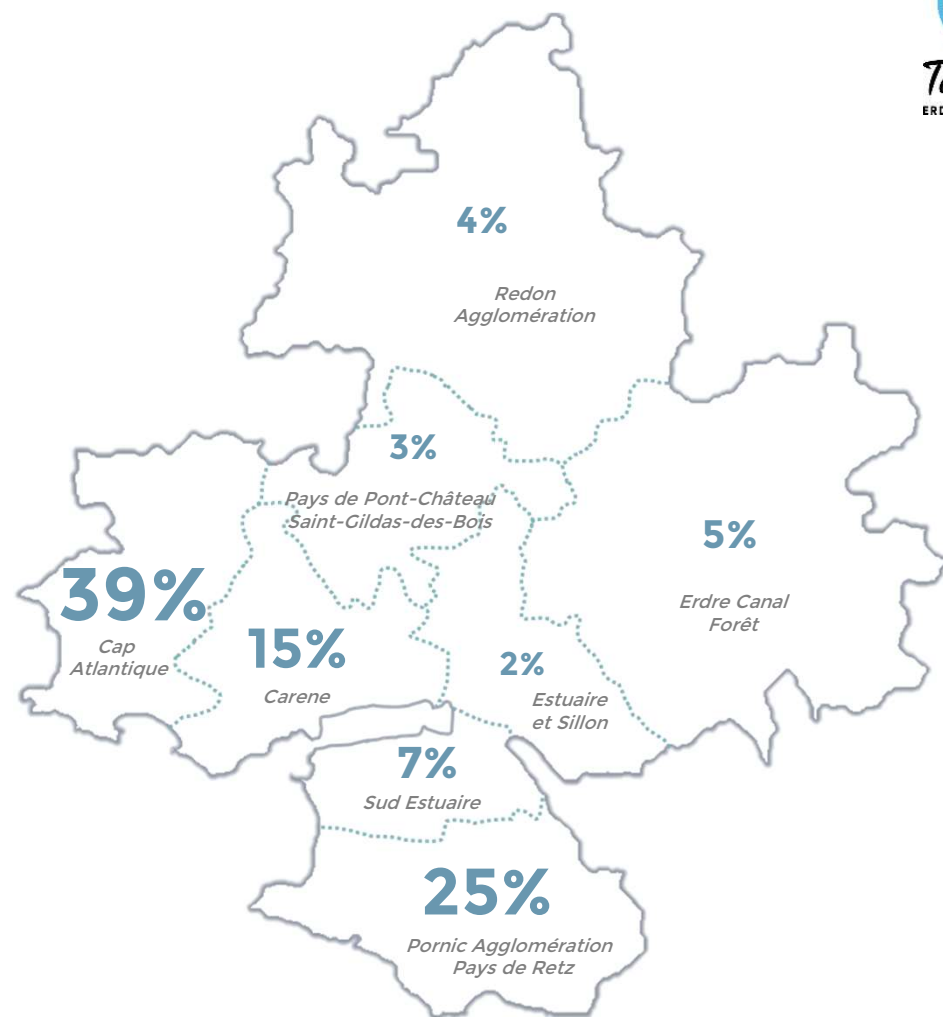 4%
Redon
Agglomération
3%
Pays de Pont-Château
Saint-Gildas-des-Bois
5%
Erdre Canal
Forêt
39%
Cap
Atlantique
15%
Carene
2%
Estuaire
et Sillon
7%
Sud Estuaire
25%
Pornic Agglomération
Pays de Retz